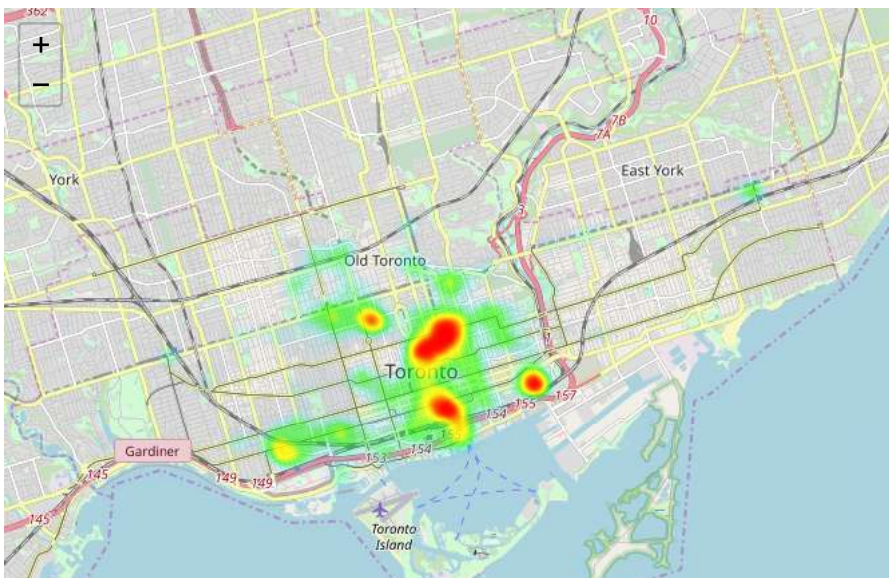 362
+
10
−
7B
7A
York
East York
3
Old Toronto
Toronto
157
155
154
Gardiner
154
153
149
149
145
145
Toronto
Island